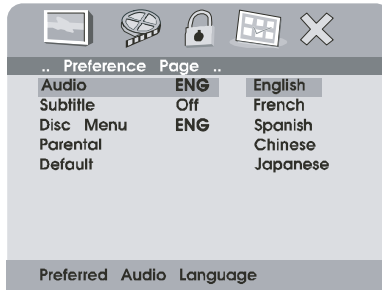 .. Preference Page ..
Audio ENG English
Subtitle Off French
Disc Menu ENG Spanish
Parental Chinese
Default Japanese
Preferred Audio Language